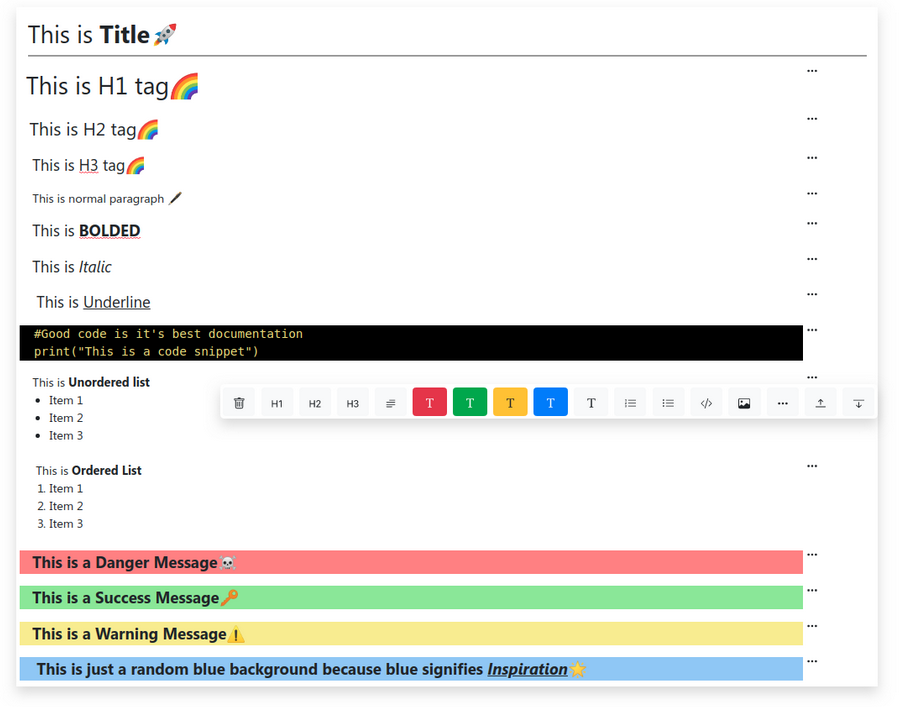 This is Title🚀
This is H1 tag🌈
This is H2 tag🌈
This is H3 tag🌈
This is normal paragraph 🖋️
This is BOLDED
This is Italic
This is Underline
#Good code is it's best documentation
print("This is a code snippet")
This is Unordered list
• Item 1
• Item 2
• Item 3
H1 H2 H3 T T T T T </> ...
This is Ordered List
1. Item 1
2. Item 2
3. Item 3
This is a Danger Message☠️
This is a Success Message🔑
This is a Warning Message⚠️
This is just a random blue background because blue signifies Inspiration🌟